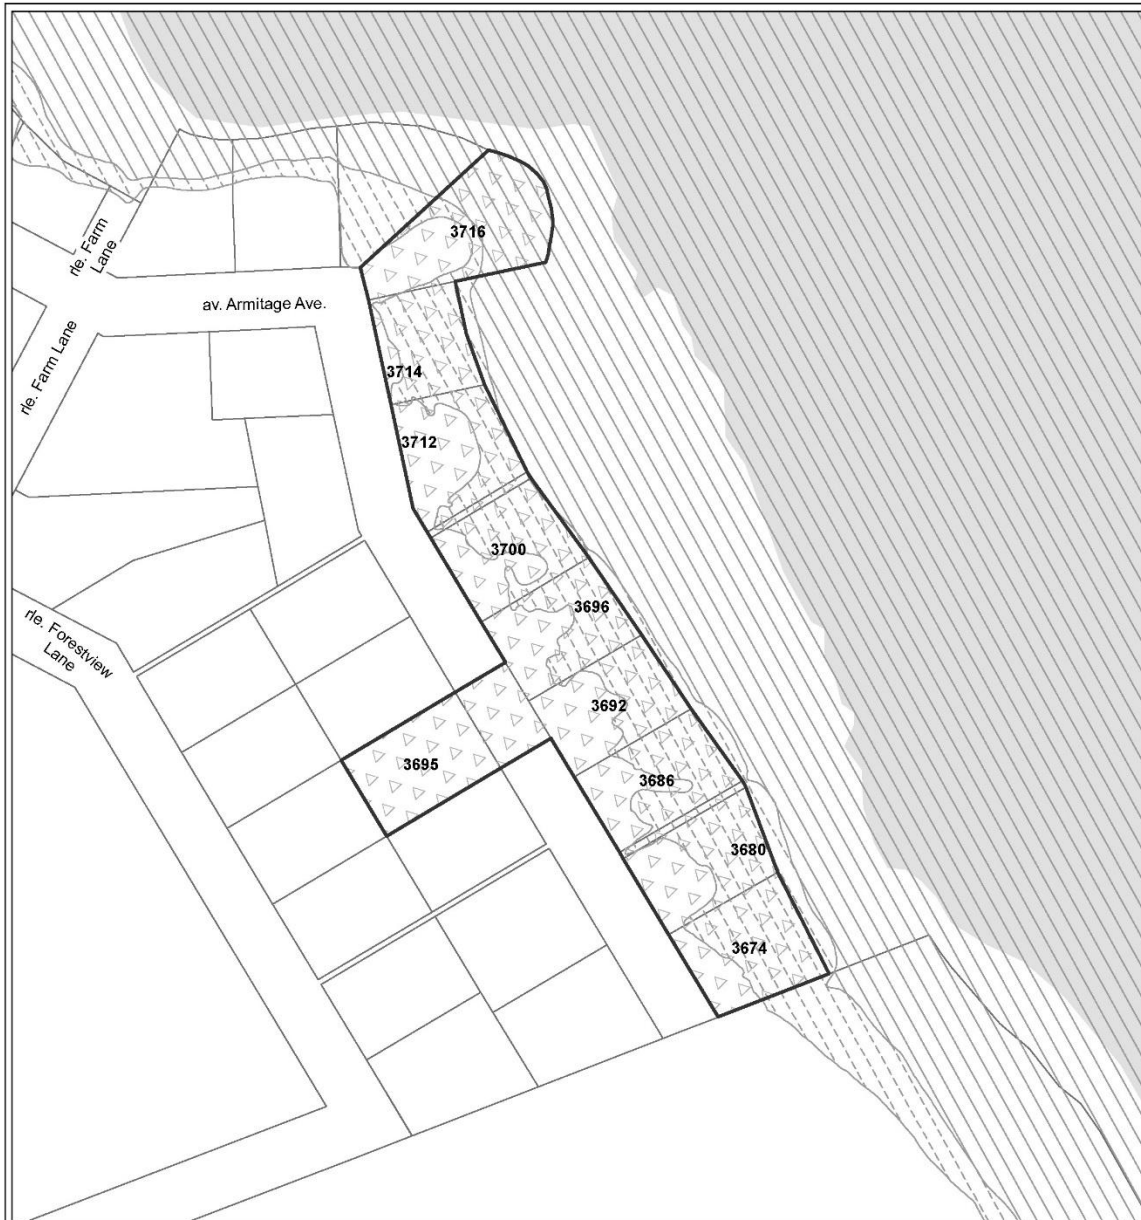 3716
rle. Farm
Lane
av. Armitage Ave.
rle. Farm Lane
3714
3712
3700
3696
rle. Forestview
Lane
3692
3695
3686
3680
3674